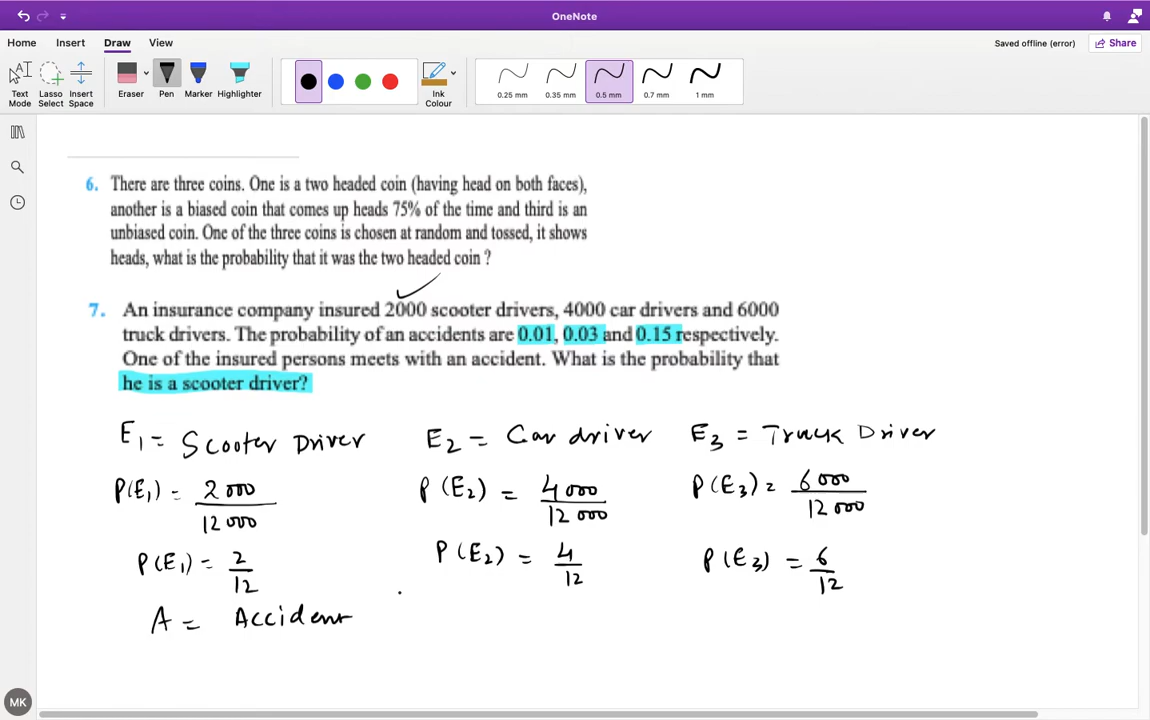 OneNote
Home Insert Draw View
Saved offline (error) Share
Text Mode
Lasso Select
Insert Space
Eraser
Pen
Marker
Highlighter
Ink Colour
0.25 mm
0.35 mm
0.5 mm
0.7 mm
1 mm
6. There are three coins. One is a two headed coin (having head on both faces),
another is a biased coin that comes up heads 75% of the time and third is an
unbiased coin. One of the three coins is chosen at random and tossed, it shows
heads, what is the probability that it was the two headed coin ?
7. An insurance company insured 2000 scooter drivers, 4000 car drivers and 6000
truck drivers. The probability of an accidents are 0.01, 0.03 and 0.15 respectively.
One of the insured persons meets with an accident. What is the probability that
he is a scooter driver?
E₁ = Scooter Driver E₂ = Car driver E₃ = Truck Driver
P(E₁) = 2000/12000 P(E₂) = 4000/12000 P(E₃) = 6000/12000
P(E₁) = 2/12 P(E₂) = 4/12 P(E₃) = 6/12
A = Accident
MK